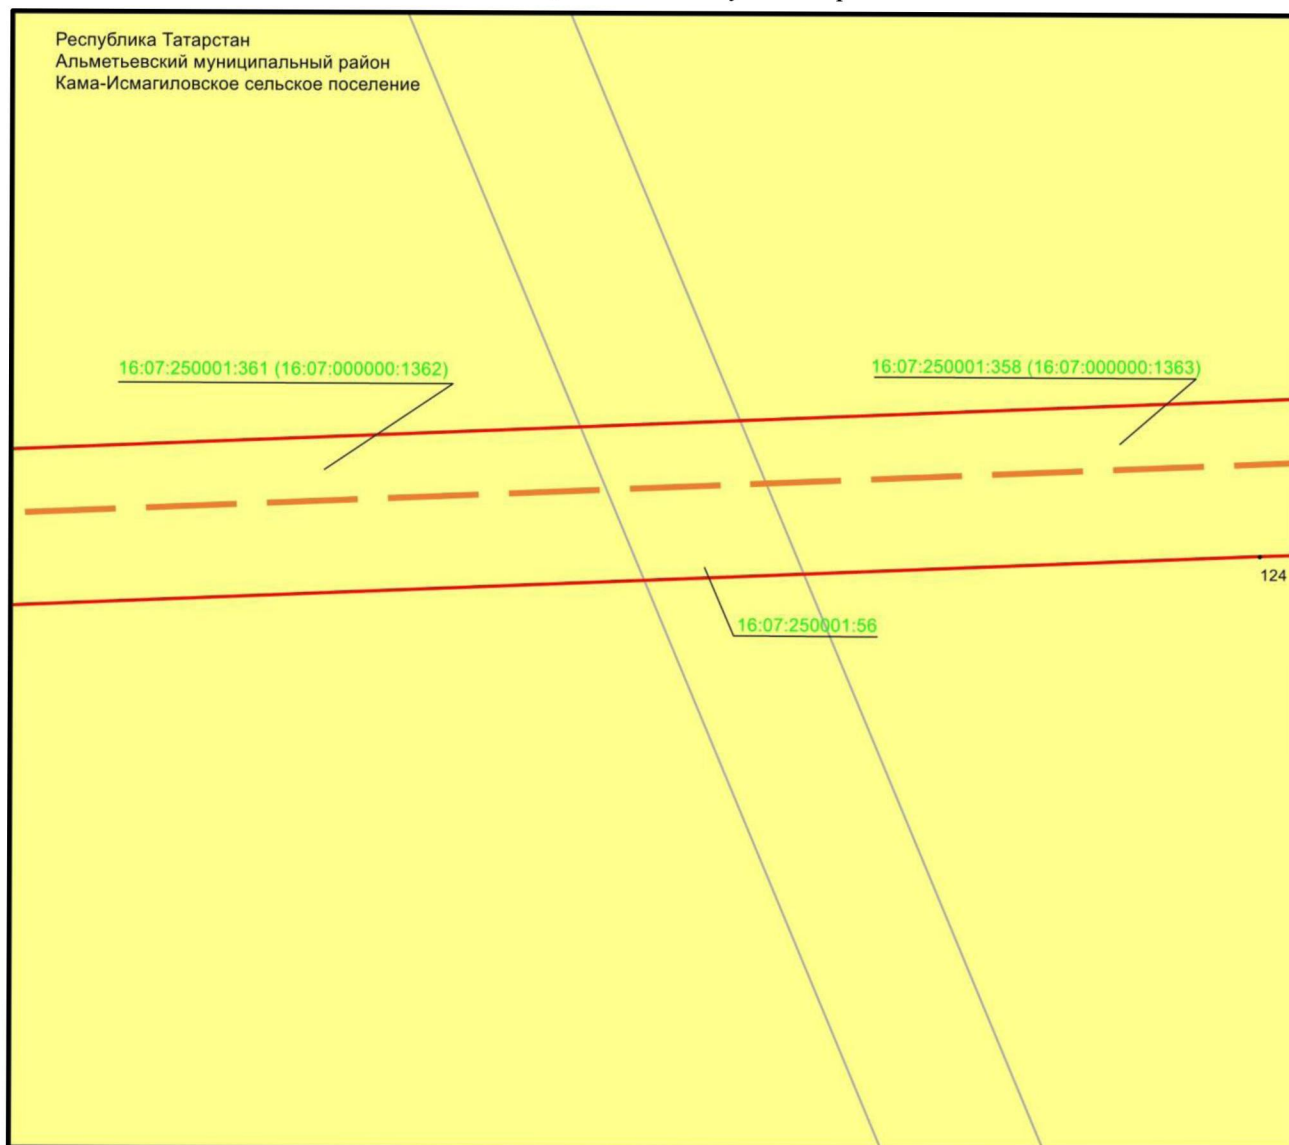 Республика Татарстан
Альметьевский муниципальный район
Кама-Исмагиловское сельское поселение
16:07:250001:361 (16:07:000000:1362)
16:07:250001:358 (16:07:000000:1363)
124
16:07:250001:56